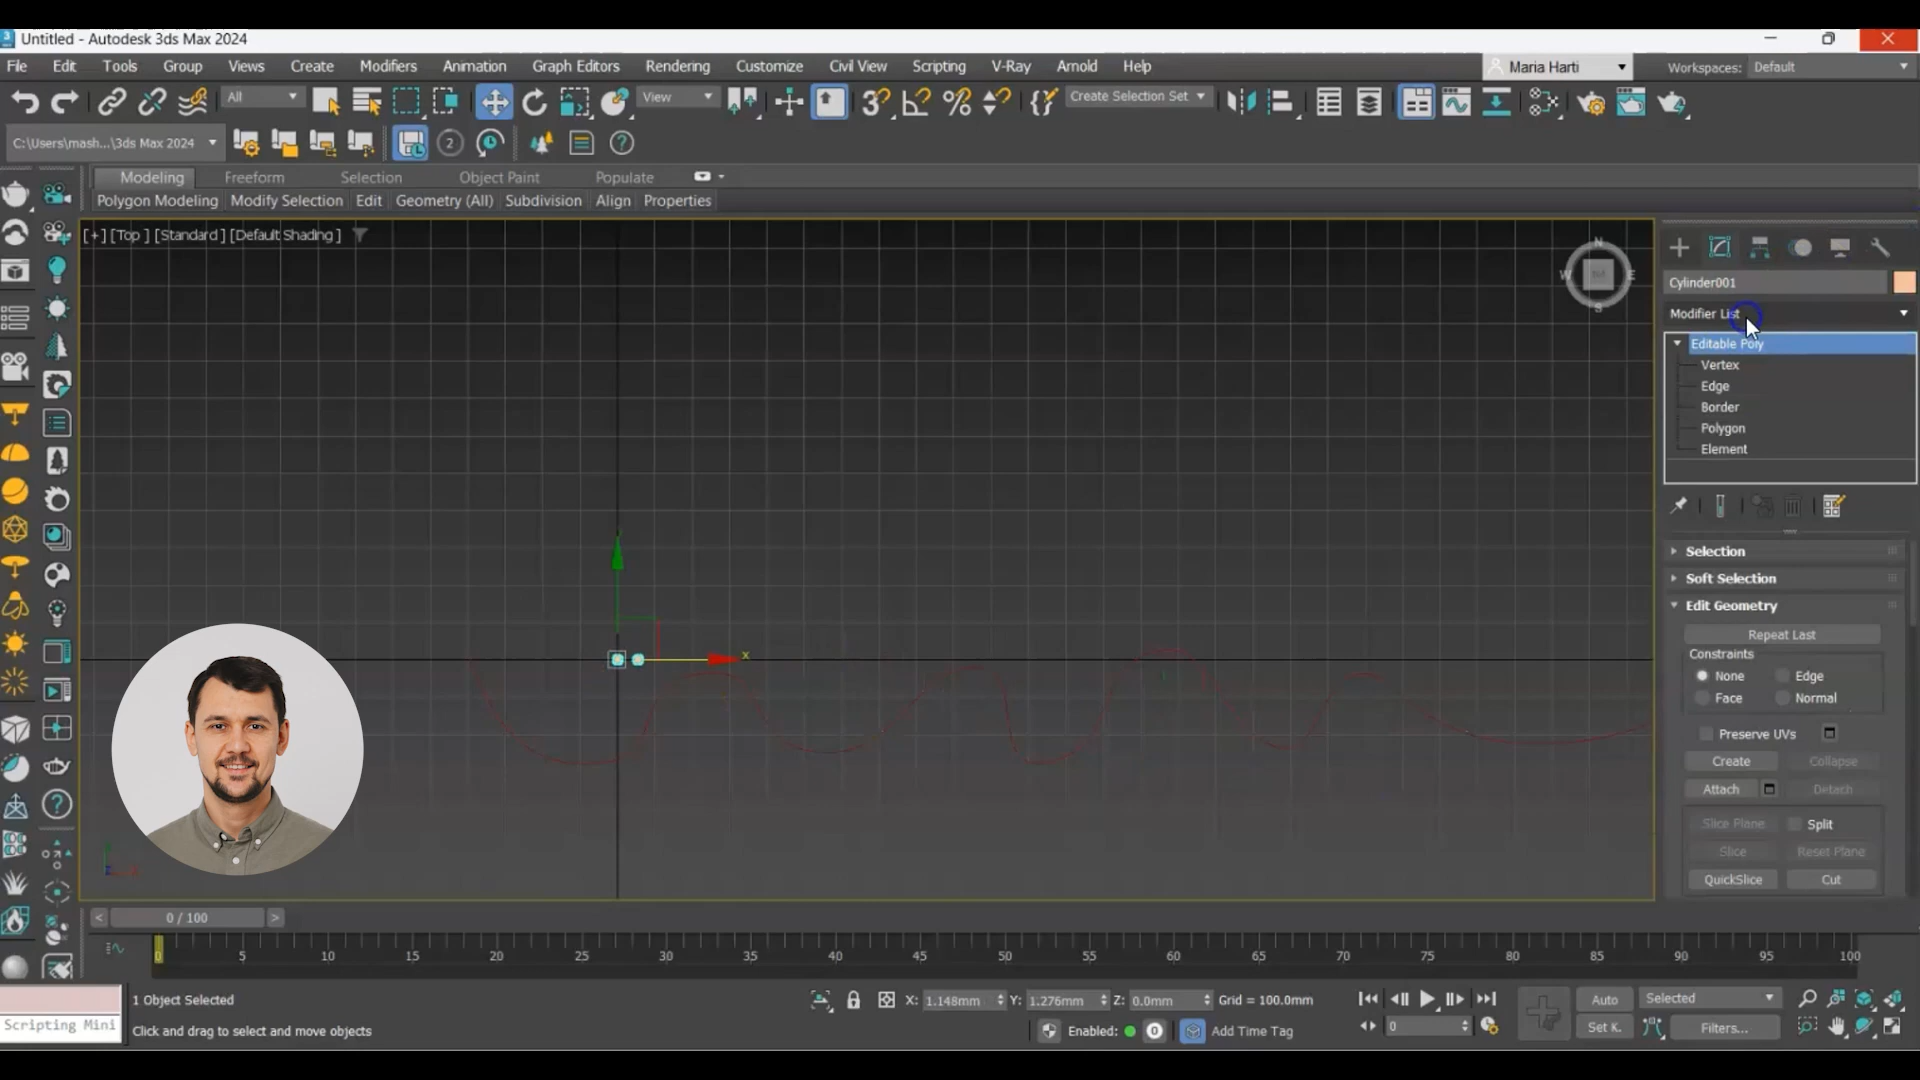 Untitled - Autodesk 3ds Max 2024
File Edit Tools Group Views Create Modifiers Animation Graph Editors Rendering Customize Civil View Scripting V-Ray Arnold Help
Maria Harti
Workspaces: Default
All
View
Create Selection Set
C:\Users\mash...\3ds Max 2024
2
Modeling Freeform Selection Object Paint Populate
Polygon Modeling Modify Selection Edit Geometry (All) Subdivision Align Properties
[+] [Top ] [Standard ] [Default Shading ]
N
W E
S
x
Cylinder001
Modifier List
Editable Poly
Vertex
Edge
Border
Polygon
Element
Selection
Soft Selection
Edit Geometry
Repeat Last
Constraints
None Edge
Face Normal
Preserve UVs
Create Collapse
Attach Detach
Slice Plane Split
Slice Reset Plane
QuickSlice Cut
< 0 / 100 >
0 5 10 15 20 25 30 35 40 45 50 55 60 65 70 75 80 85 90 95 100
1 Object Selected
X: 1.148mm Y: 1.276mm Z: 0.0mm Grid = 100.0mm
Auto Selected
Scripting Mini
Click and drag to select and move objects
Enabled: 0 Add Time Tag
0
Set K. Filters...